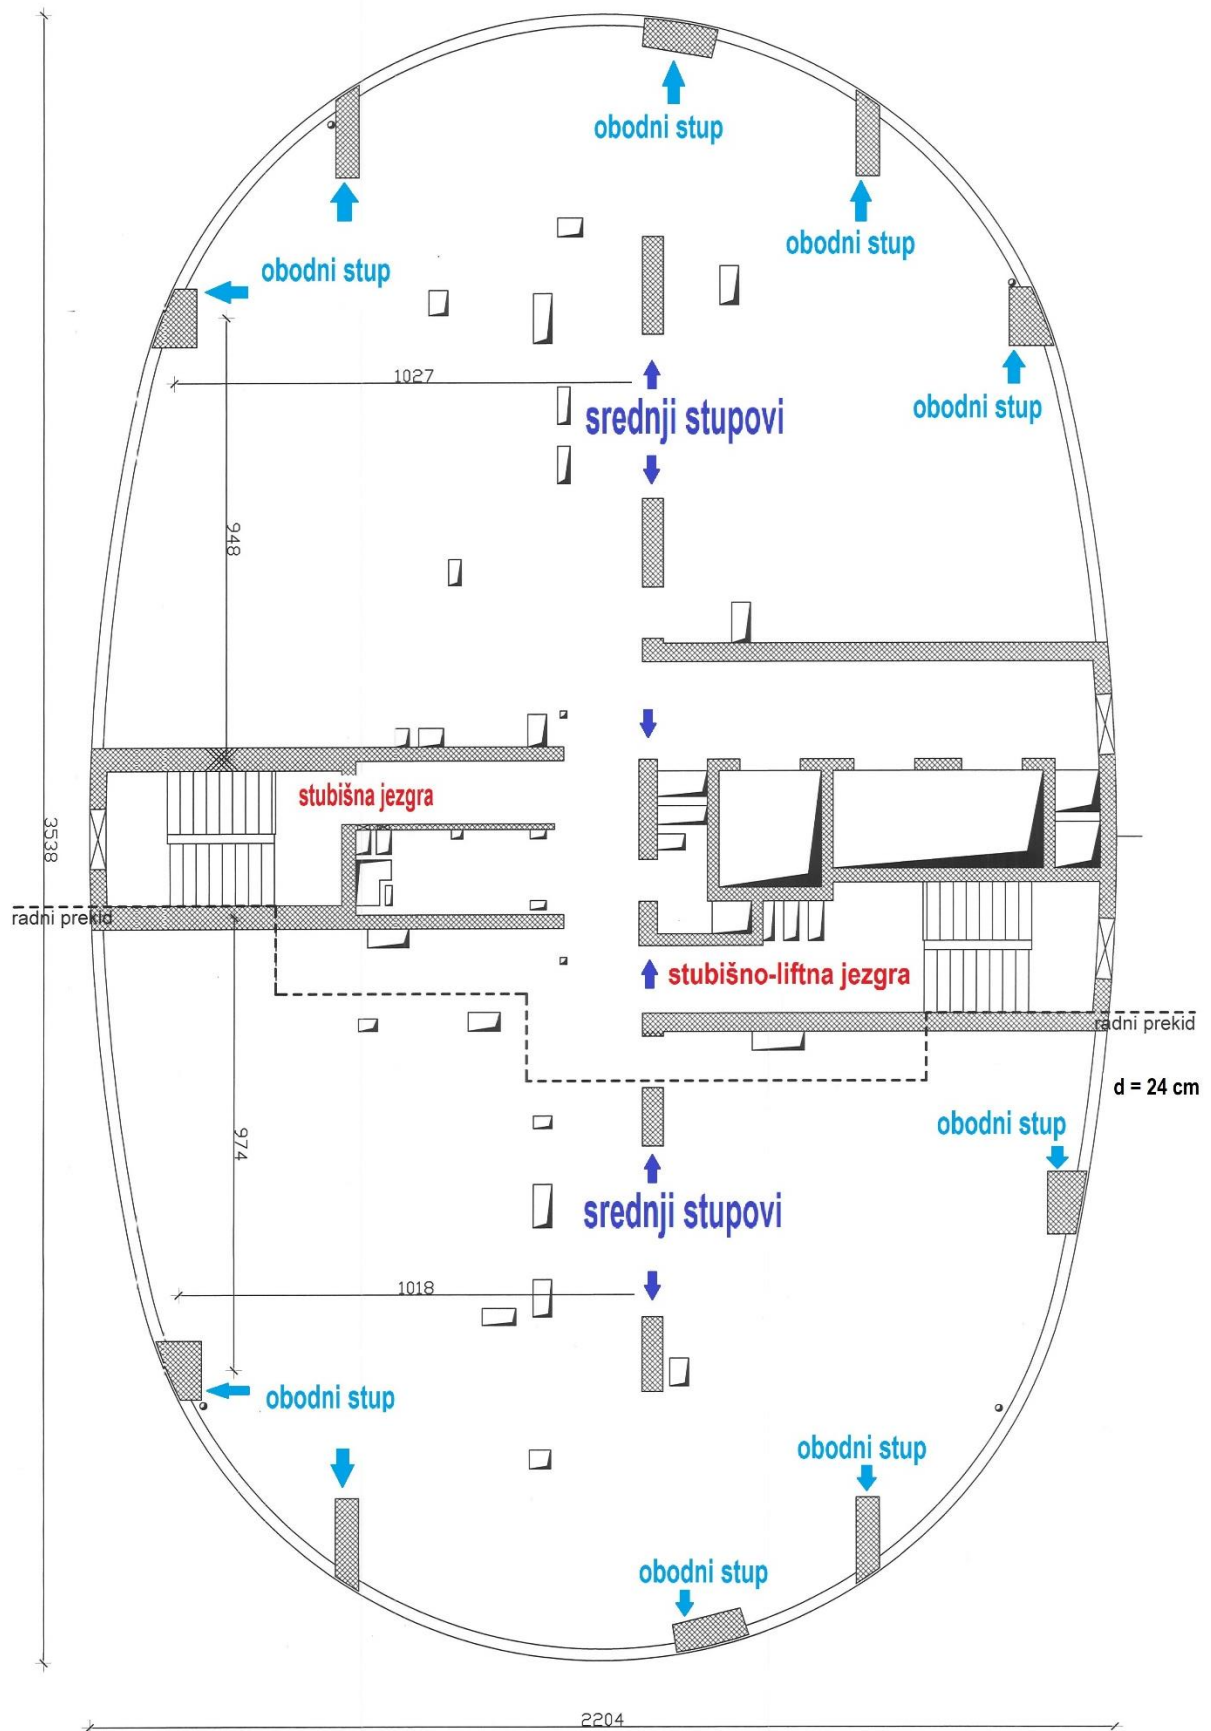 obodni stup
obodni stup
obodni stup
obodni stup
1027
srednji stupovi
948
stubišna jezgra
3538
radni prekid
stubišno-liftna jezgra
radni prekid
d = 24 cm
obodni stup
974
srednji stupovi
1018
obodni stup
obodni stup
obodni stup
2204